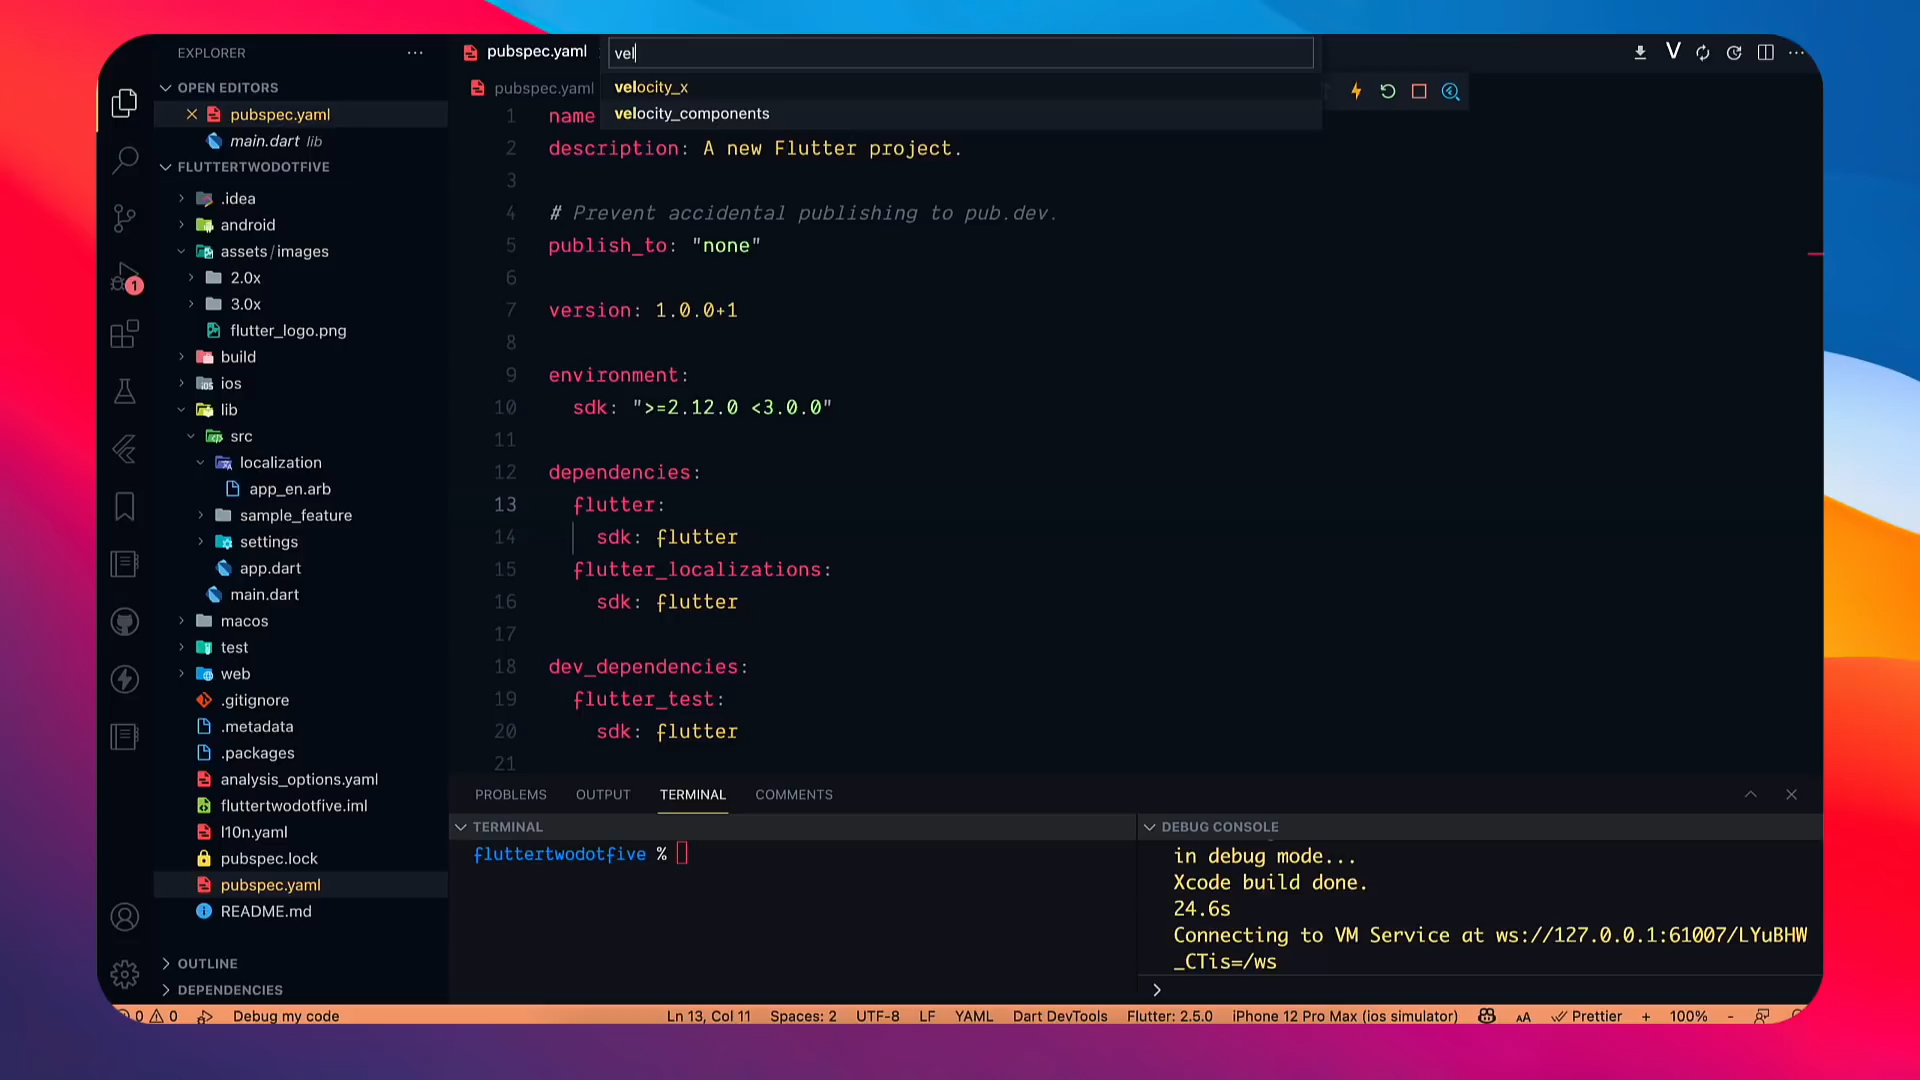 EXPLORER
OPEN EDITORS
pubspec.yaml
main.dart lib
FLUTTERTWODOTFIVE
.idea
android
assets/images
2.0x
3.0x
flutter_logo.png
build
ios
lib
src
localization
app_en.arb
sample_feature
settings
app.dart
main.dart
macos
test
web
.gitignore
.metadata
.packages
analysis_options.yaml
fluttertwodotfive.iml
l10n.yaml
pubspec.lock
pubspec.yaml
README.md
OUTLINE
DEPENDENCIES
1
pubspec.yaml
vel
velocity_x
velocity_components
V
pubspec.yaml
1 name
2 description: A new Flutter project.
3
4 # Prevent accidental publishing to pub.dev.
5 publish_to: "none"
6
7 version: 1.0.0+1
8
9 environment:
10 sdk: ">=2.12.0 <3.0.0"
11
12 dependencies:
13 flutter:
14 sdk: flutter
15 flutter_localizations:
16 sdk: flutter
17
18 dev_dependencies:
19 flutter_test:
20 sdk: flutter
21
PROBLEMS OUTPUT TERMINAL COMMENTS
TERMINAL
fluttertwodotfive %
DEBUG CONSOLE
in debug mode...
Xcode build done.
24.6s
Connecting to VM Service at ws://127.0.0.1:61007/LYuBHW
_CTis=/ws
0 0 Debug my code Ln 13, Col 11 Spaces: 2 UTF-8 LF YAML Dart DevTools Flutter: 2.5.0 iPhone 12 Pro Max (ios simulator) AA Prettier + 100% -